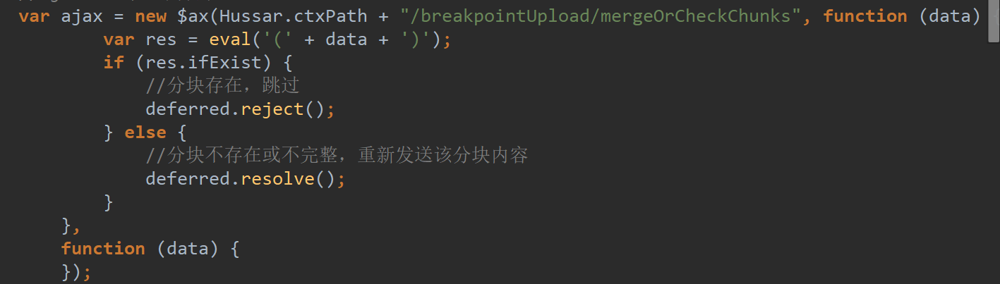 var ajax = new $ax(Hussar.ctxPath + "/breakpointUpload/mergeOrCheckChunks", function (data) {
var res = eval('(' + data + ')');
if (res.ifExist) {
//分块存在，跳过
deferred.reject();
} else {
//分块不存在或不完整，重新发送该分块内容
deferred.resolve();
}
},
function (data) {
});